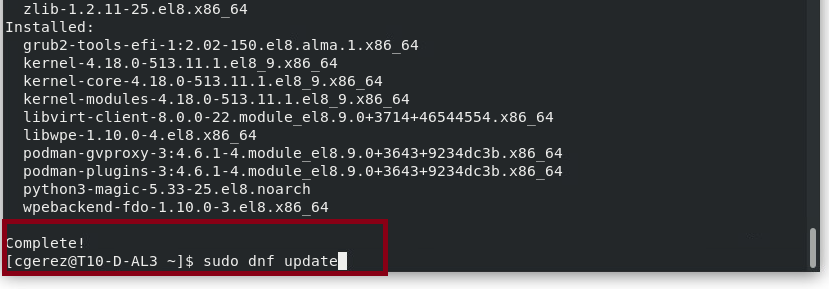 zlib-1.2.11-25.el8.x86_64
Installed:
grub2-tools-efi-1:2.02-150.el8.alma.1.x86_64
kernel-4.18.0-513.11.1.el8_9.x86_64
kernel-core-4.18.0-513.11.1.el8_9.x86_64
kernel-modules-4.18.0-513.11.1.el8_9.x86_64
libvirt-client-8.0.0-22.module_el8.9.0+3714+46544554.x86_64
libwpe-1.10.0-4.el8.x86_64
podman-gvproxy-3:4.6.1-4.module_el8.9.0+3643+9234dc3b.x86_64
podman-plugins-3:4.6.1-4.module_el8.9.0+3643+9234dc3b.x86_64
python3-magic-5.33-25.el8.noarch
wpebackend-fdo-1.10.0-3.el8.x86_64
Complete!
[cgerez@T10-D-AL3 ~]$ sudo dnf update